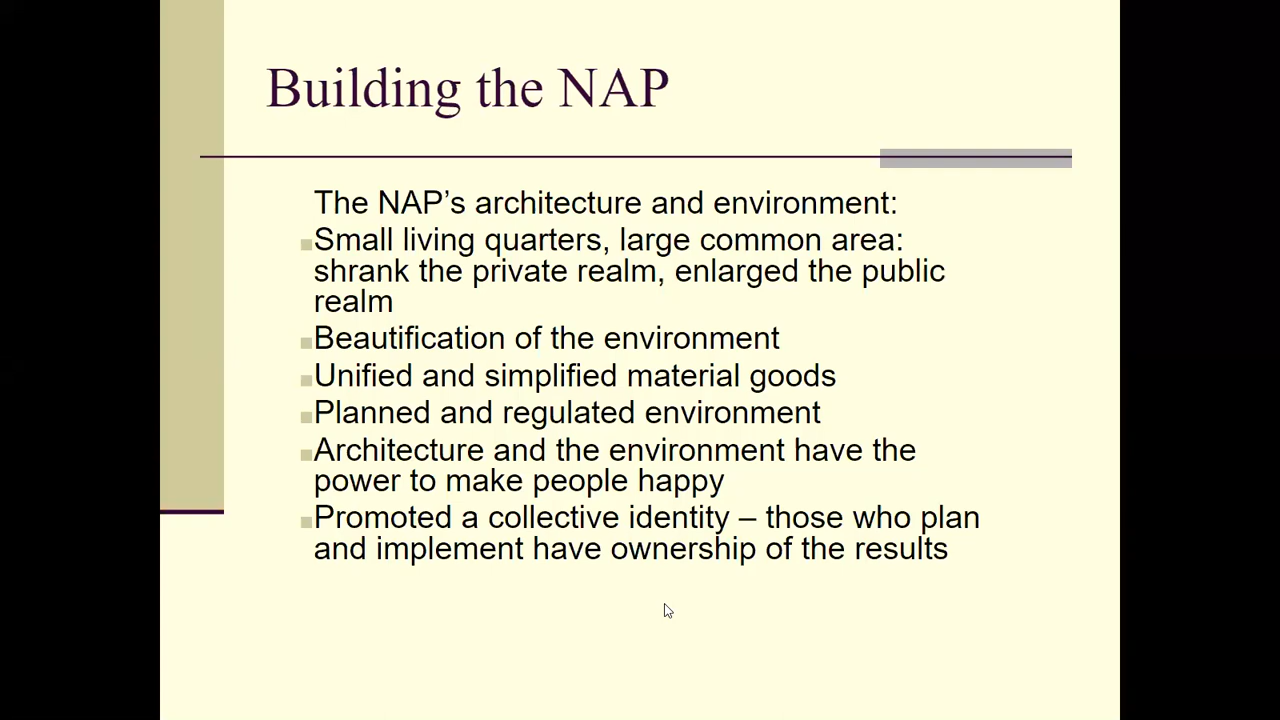 Building the NAP
The NAP’s architecture and environment:
Small living quarters, large common area:
shrank the private realm, enlarged the public
realm
Beautification of the environment
Unified and simplified material goods
Planned and regulated environment
Architecture and the environment have the
power to make people happy
Promoted a collective identity – those who plan
and implement have ownership of the results